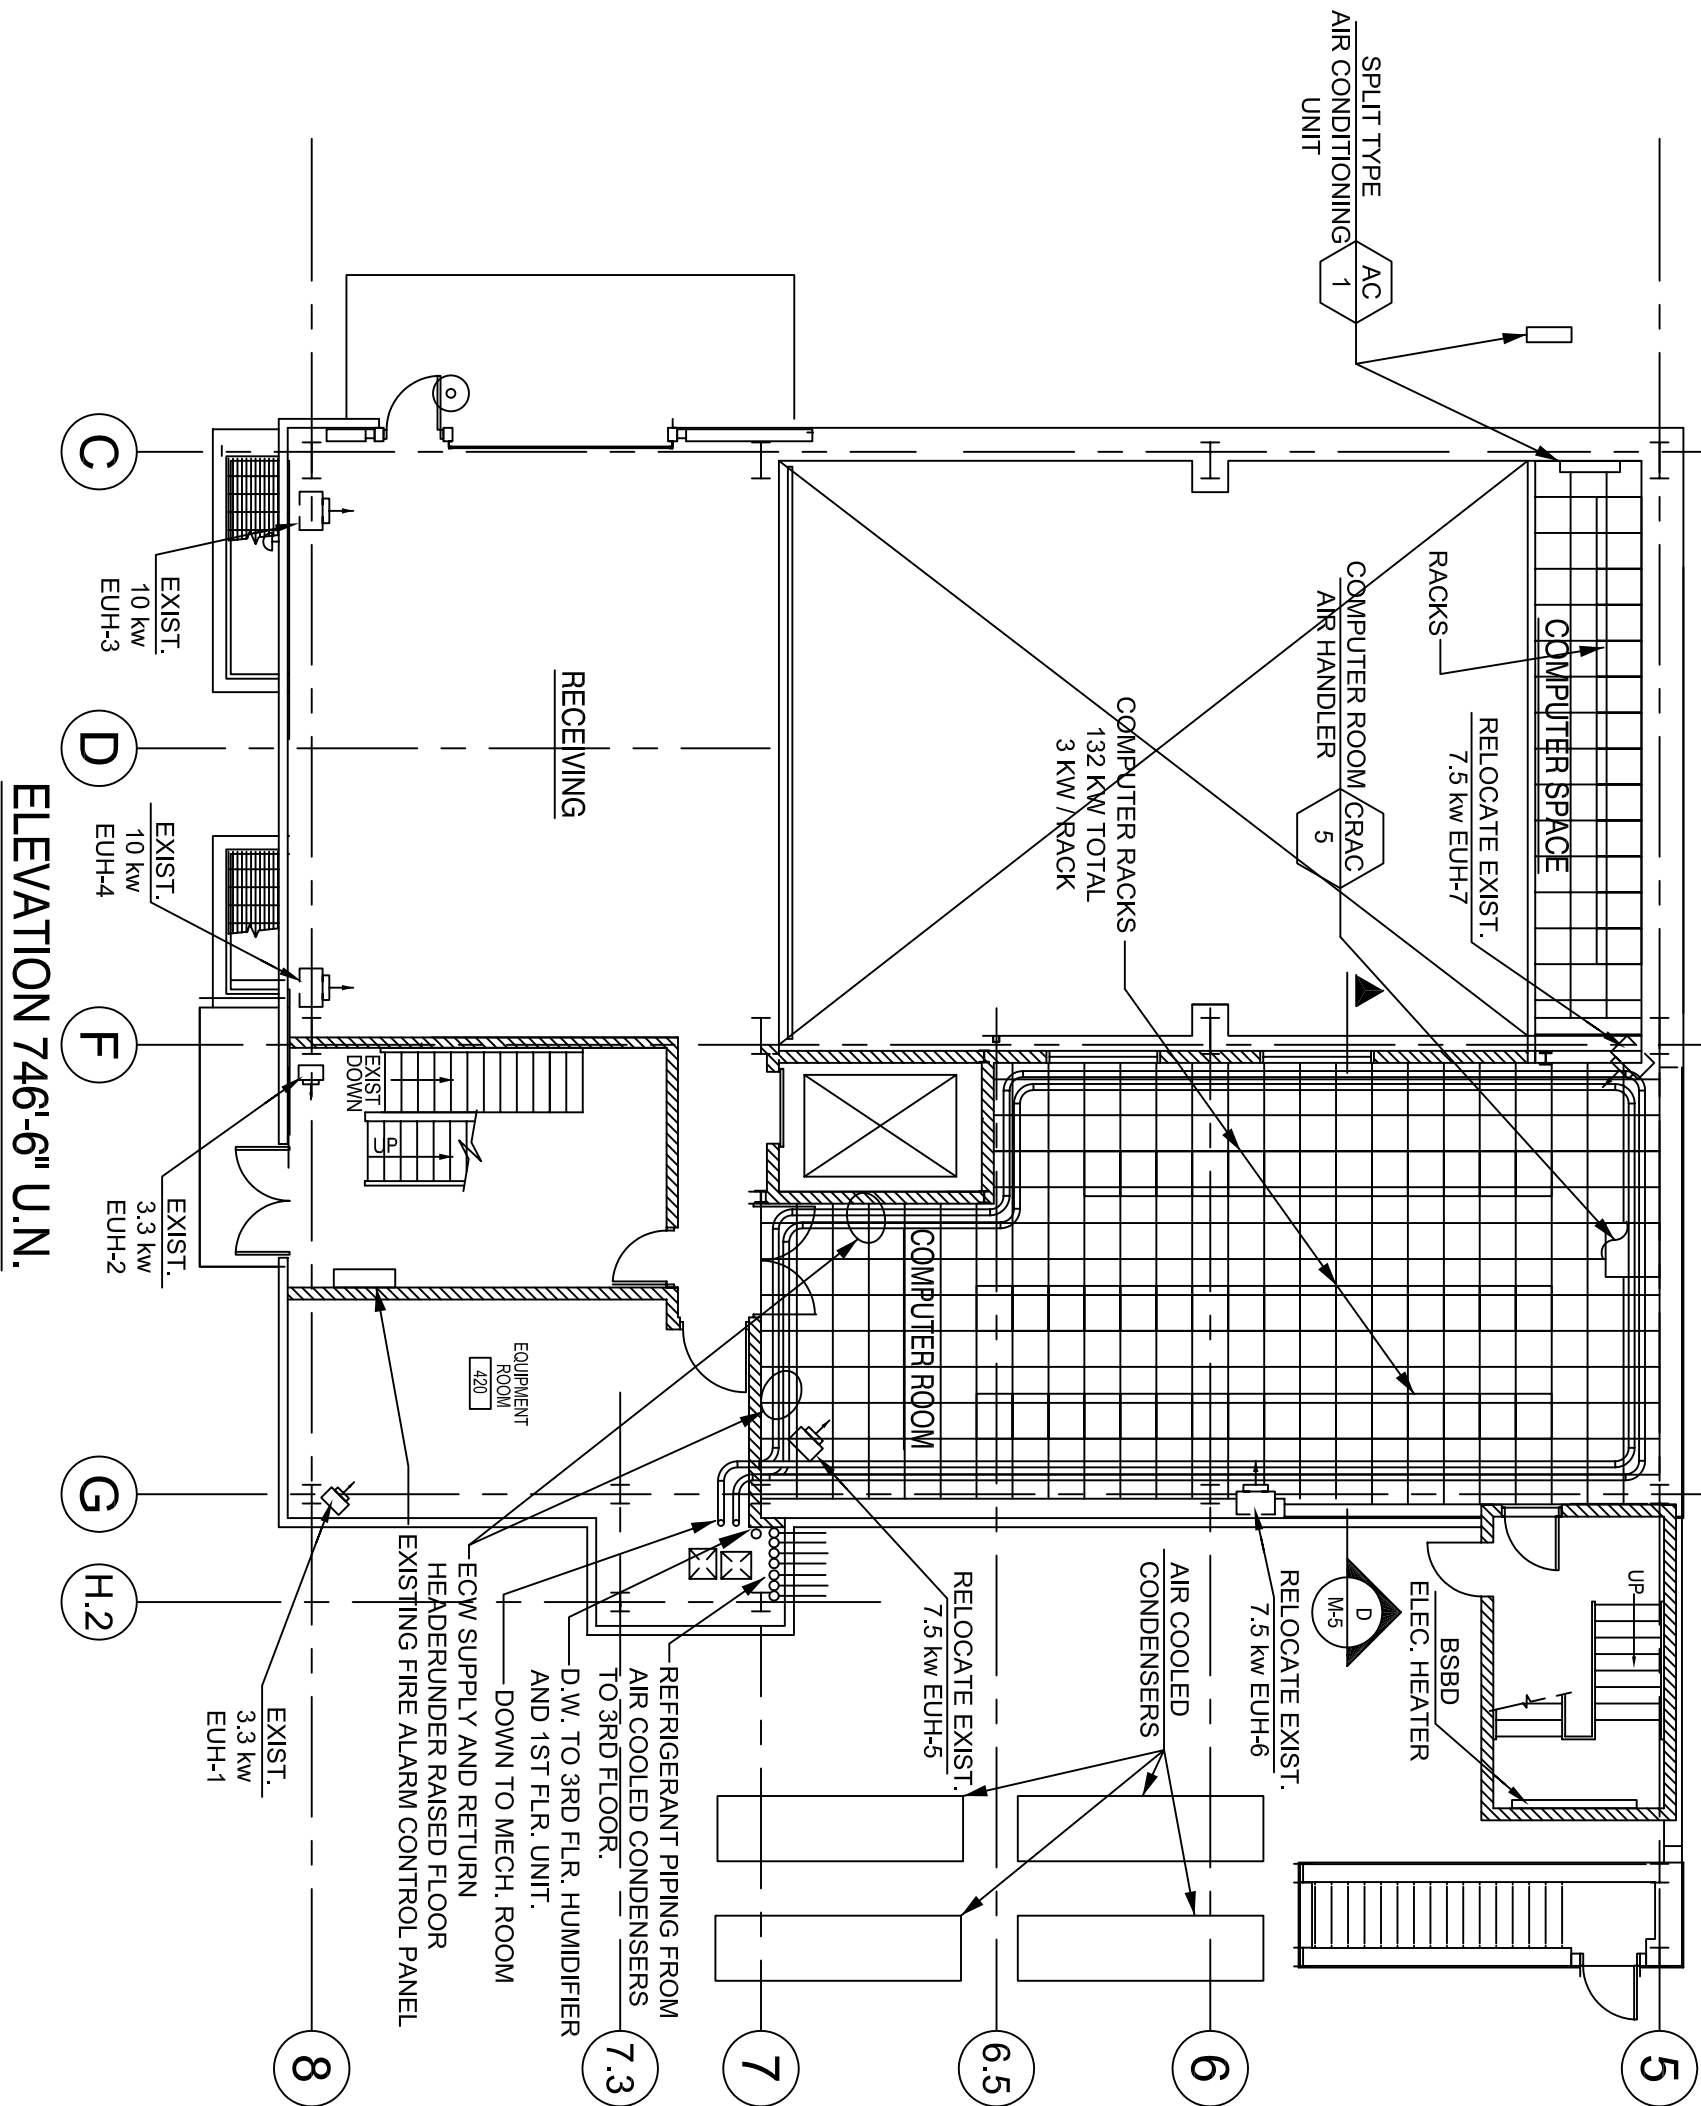 SPLIT TYPE
AIR CONDITIONING
UNIT
AC
1
RACKS
COMPUTER SPACE
RELOCATE EXIST.
7.5 kw EUH-7
COMPUTER ROOM
AIR HANDLER
CRAC
5
COMPUTER RACKS
132 KW TOTAL
3 KW / RACK
RECEIVING
EXIST.
10 kw
EUH-3
EXIST.
10 kw
EUH-4
EXIST.
3.3 kw
EUH-2
EXIST.
3.3 kw
EUH-1
EXIST
DOWN
UP
COMPUTER ROOM
EQUIPMENT
ROOM
420
UP
BSBD
ELEC. HEATER
D
M-5
RELOCATE EXIST.
7.5 kw EUH-6
AIR COOLED
CONDENSERS
RELOCATE EXIST.
7.5 kw EUH-5
REFRIGERANT PIPING FROM
AIR COOLED CONDENSERS
TO 3RD FLOOR.
D.W. TO 3RD FLR. HUMIDIFIER
AND 1ST FLR. UNIT.
DOWN TO MECH. ROOM
ECW SUPPLY AND RETURN
HEADERUNDER RAISED FLOOR
EXISTING FIRE ALARM CONTROL PANEL
C
D
F
G
H.2
5
6
6.5
7
7.3
8
ELEVATION 746'-6" U.N.